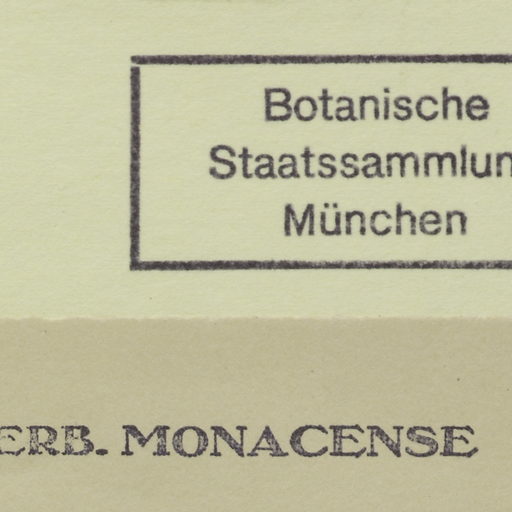 Botanische
Staatssammlun
München
ERB. MONACENSE